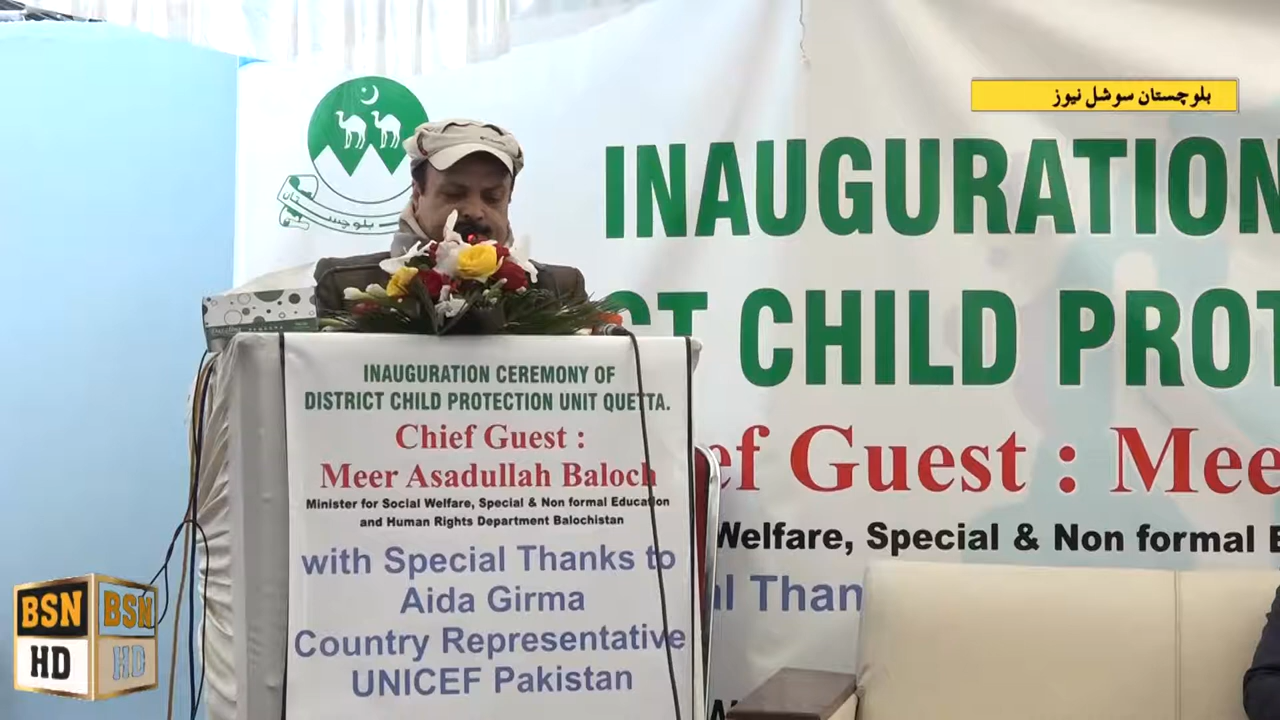 بلوچستان سوشل نیوز
INAUGURATION
CT CHILD PROT
ef Guest : Mee
Welfare, Special & Non formal E
al Than
بلوچستان
INAUGURATION CEREMONY OF
DISTRICT CHILD PROTECTION UNIT QUETTA.
Chief Guest :
Meer Asadullah Baloch
Minister for Social Welfare, Special & Non formal Education
and Human Rights Department Balochistan
with Special Thanks to
Aida Girma
Country Representative
UNICEF Pakistan
BSN
HD
BSN
HD